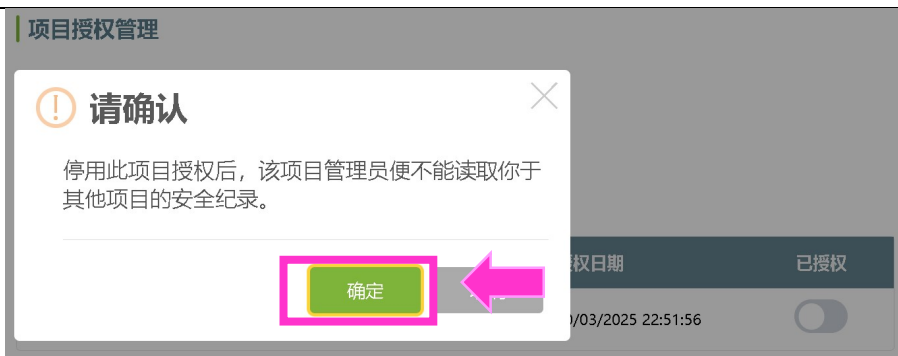 项目授权管理
请确认
停用此项目授权后，该项目管理员便不能读取你于
其他项目的安全纪录。
确定
权日期 已授权
/03/2025 22:51:56